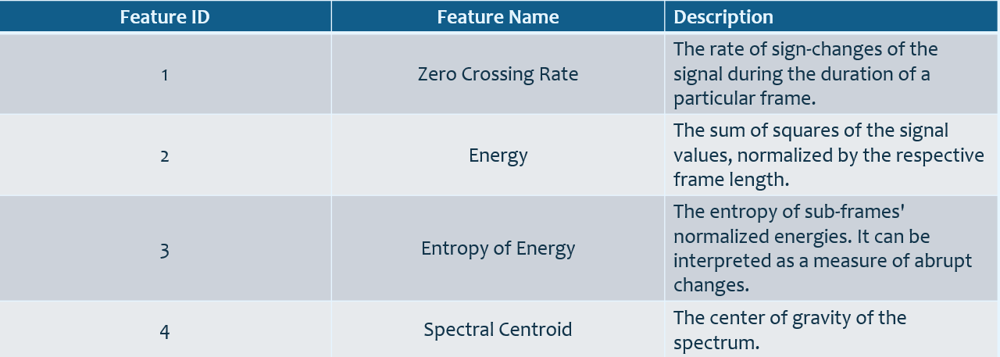 Feature ID Feature Name Description
1 Zero Crossing Rate The rate of sign-changes of the
signal during the duration of a
particular frame.
2 Energy The sum of squares of the signal
values, normalized by the respective
frame length.
3 Entropy of Energy The entropy of sub-frames'
normalized energies. It can be
interpreted as a measure of abrupt
changes.
4 Spectral Centroid The center of gravity of the
spectrum.